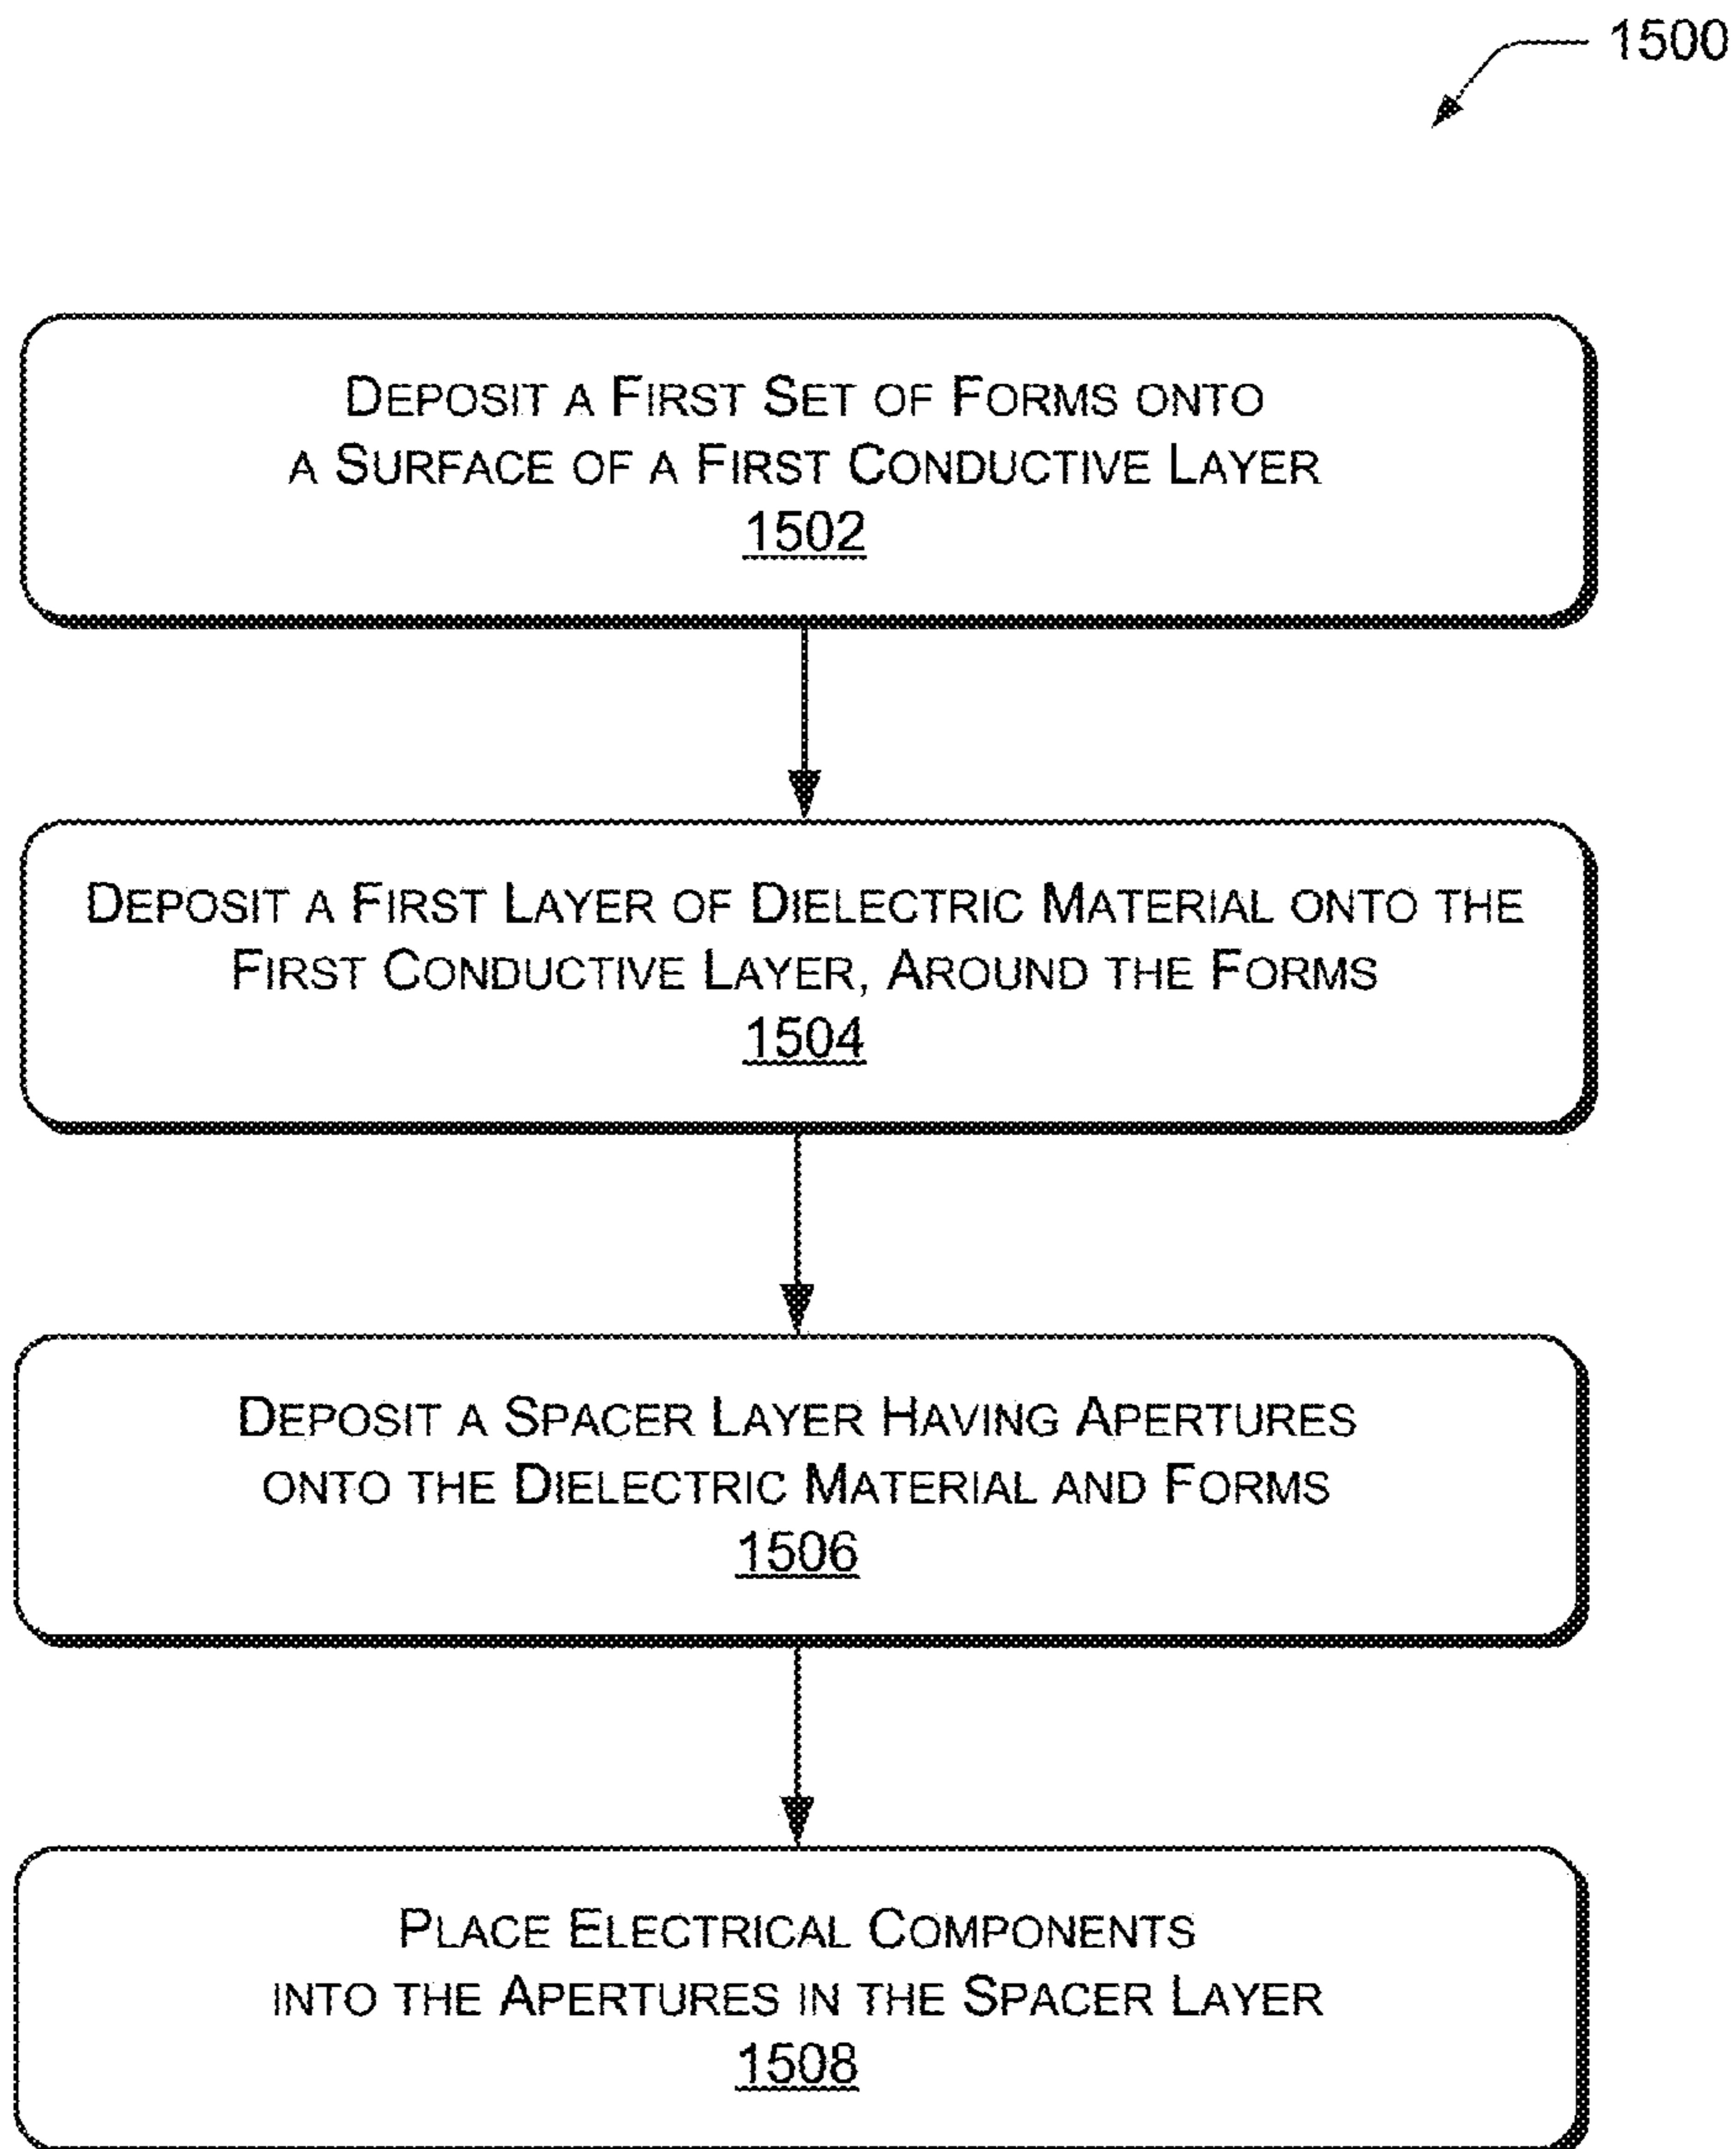 1500
DEPOSIT A FIRST SET OF FORMS ONTO
A SURFACE OF A FIRST CONDUCTIVE LAYER
1502
DEPOSIT A FIRST LAYER OF DIELECTRIC MATERIAL ONTO THE
FIRST CONDUCTIVE LAYER, AROUND THE FORMS
1504
DEPOSIT A SPACER LAYER HAVING APERTURES
ONTO THE DIELECTRIC MATERIAL AND FORMS
1506
PLACE ELECTRICAL COMPONENTS
INTO THE APERTURES IN THE SPACER LAYER
1508